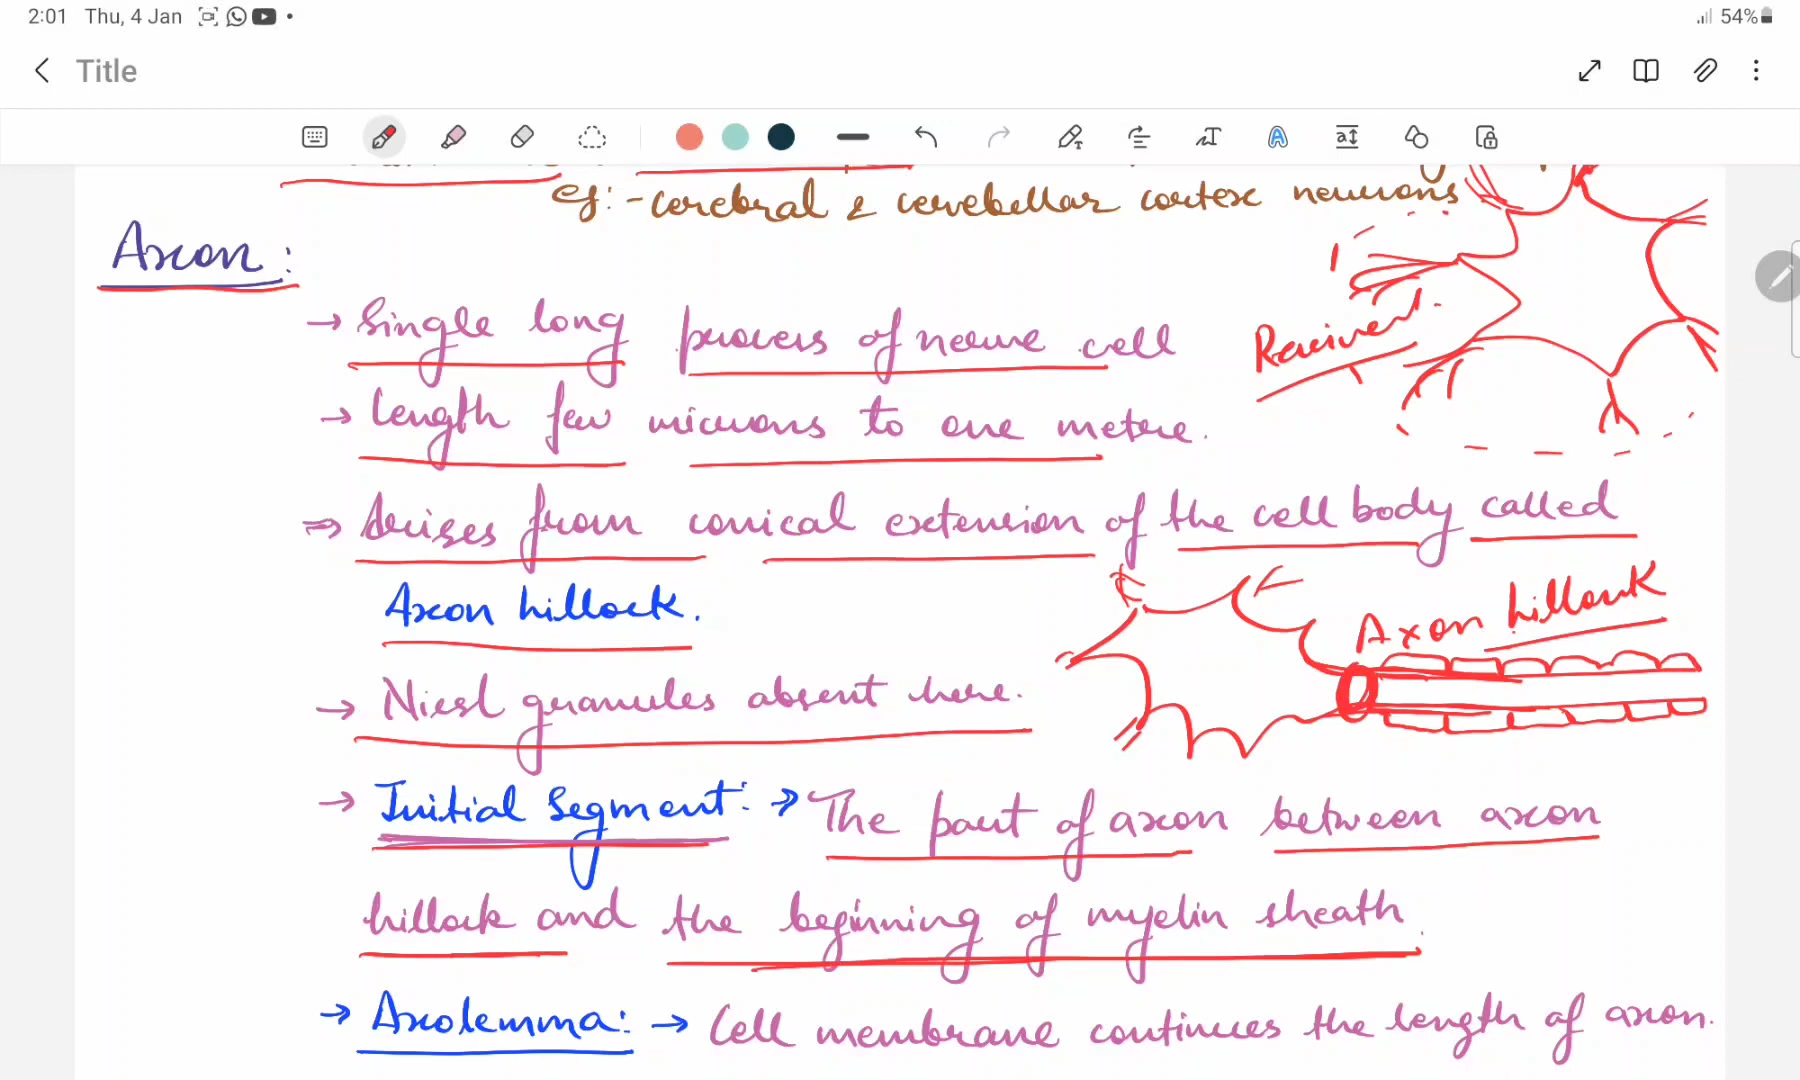 2:01 Thu, 4 Jan
54%
Title
eg:- cerebral & cerebellar cortex neurons
Axon:
→ Single long process of nerve cell
Reciver
→ length few microns to one metre.
⇒ Arises from conical extension of the cell body called
Axon hillock.
Axon hillock
→ Niesl granules absent here.
→ Initial Segment: → The part of axon between axon
hillock and the beginning of myelin sheath.
→ Axolemma: → Cell membrane continues the length of axon.